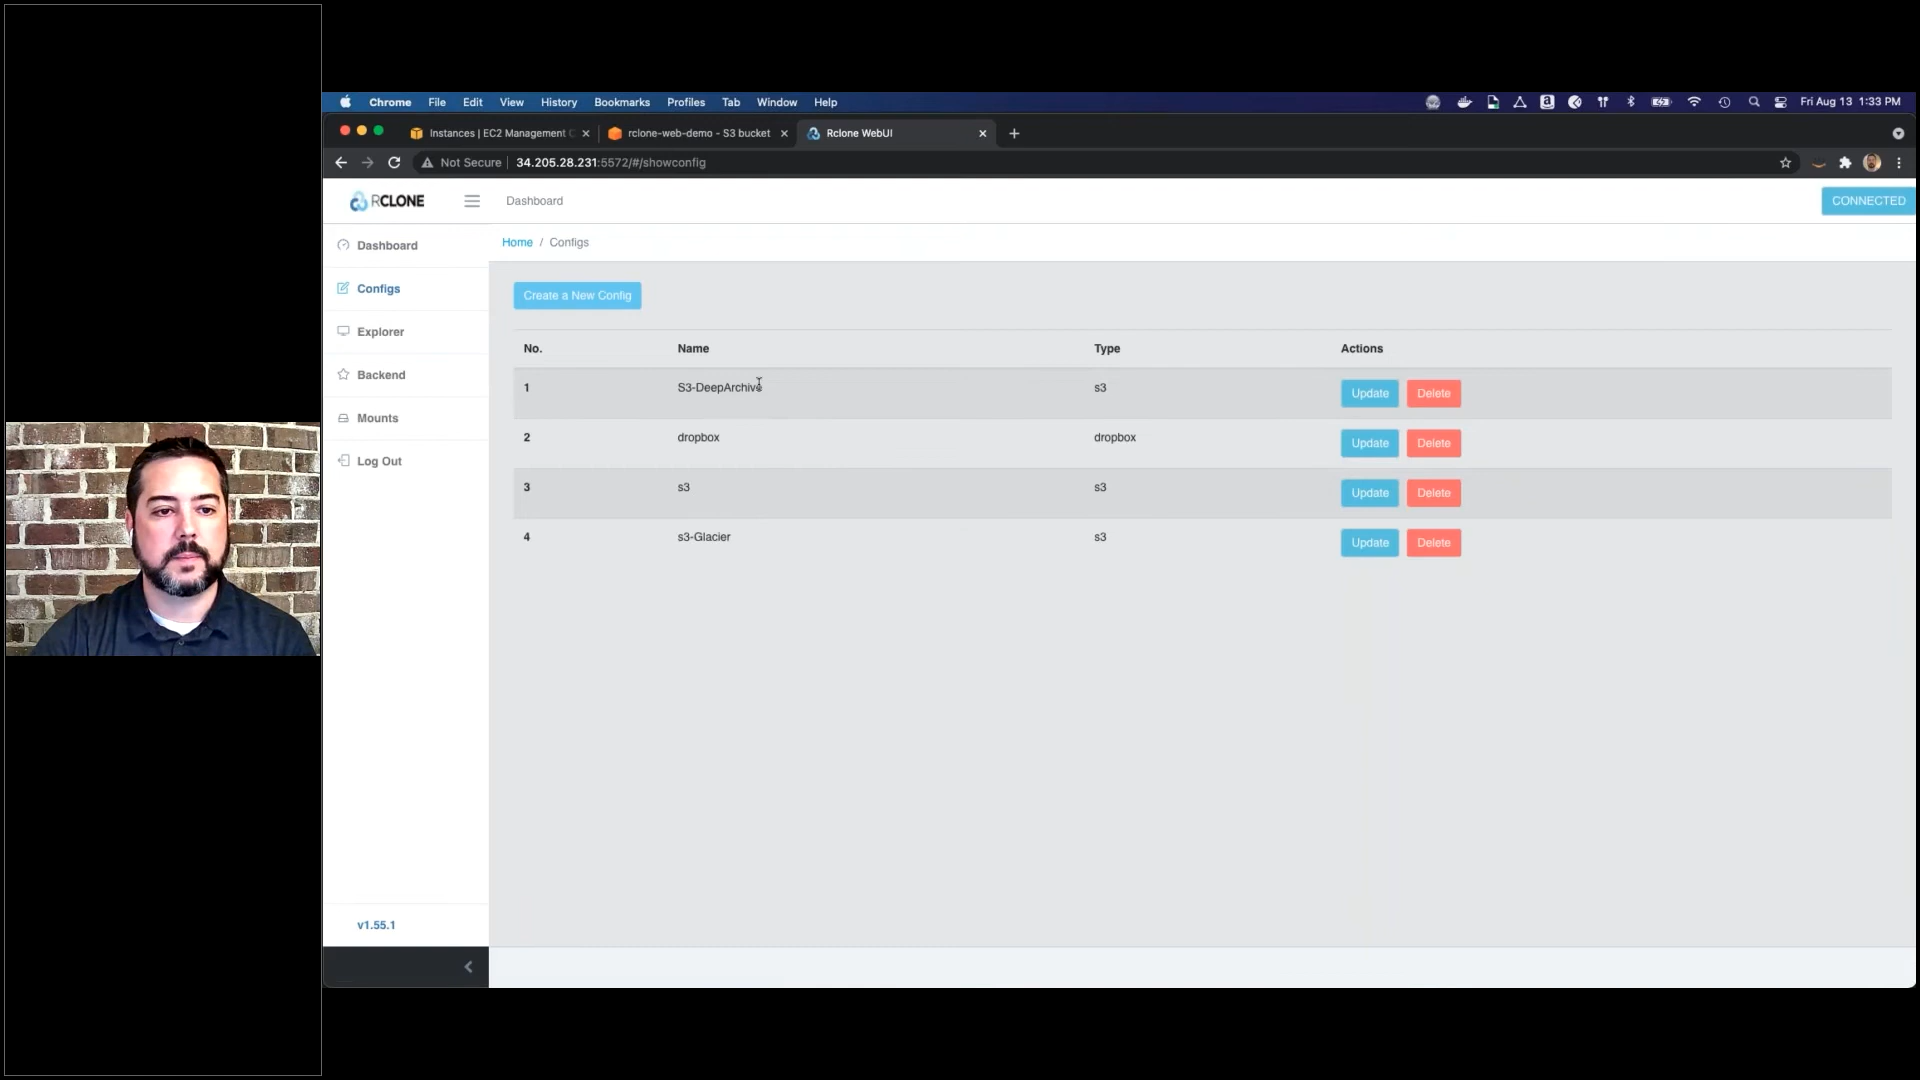 Chrome File Edit View History Bookmarks Profiles Tab Window Help Fri Aug 13 1:33 PM
Instances | EC2 Management C rclone-web-demo - S3 bucket Rclone WebUI
Not Secure 34.205.28.231:5572/#/showconfig
RCLONE Dashboard CONNECTED
Dashboard
Configs
Explorer
Backend
Mounts
Log Out
v1.55.1
Home / Configs
Create a New Config
No. Name Type Actions
1 S3-DeepArchive s3 Update Delete
2 dropbox dropbox Update Delete
3 s3 s3 Update Delete
4 s3-Glacier s3 Update Delete